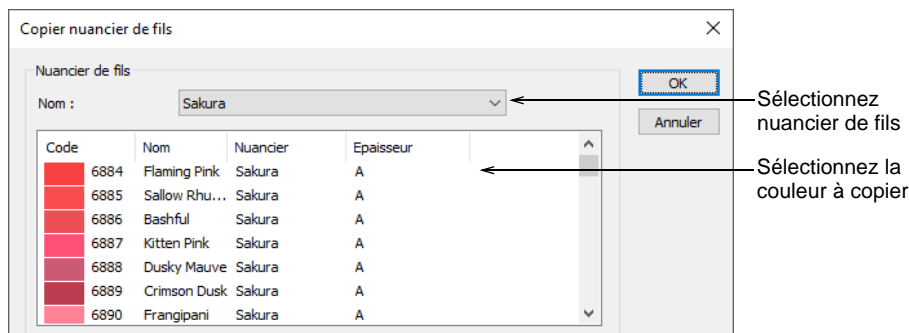 Copier nuancier de fils
Nuancier de fils
Nom :
Sakura
OK
Annuler
Sélectionnez
nuancier de fils
Code Nom Nuancier Epaisseur
6884 Flaming Pink Sakura A
6885 Sallow Rhu... Sakura A
6886 Bashful Sakura A
6887 Kitten Pink Sakura A
6888 Dusky Mauve Sakura A
6889 Crimson Dusk Sakura A
6890 Frangipani Sakura A
Sélectionnez la
couleur à copier